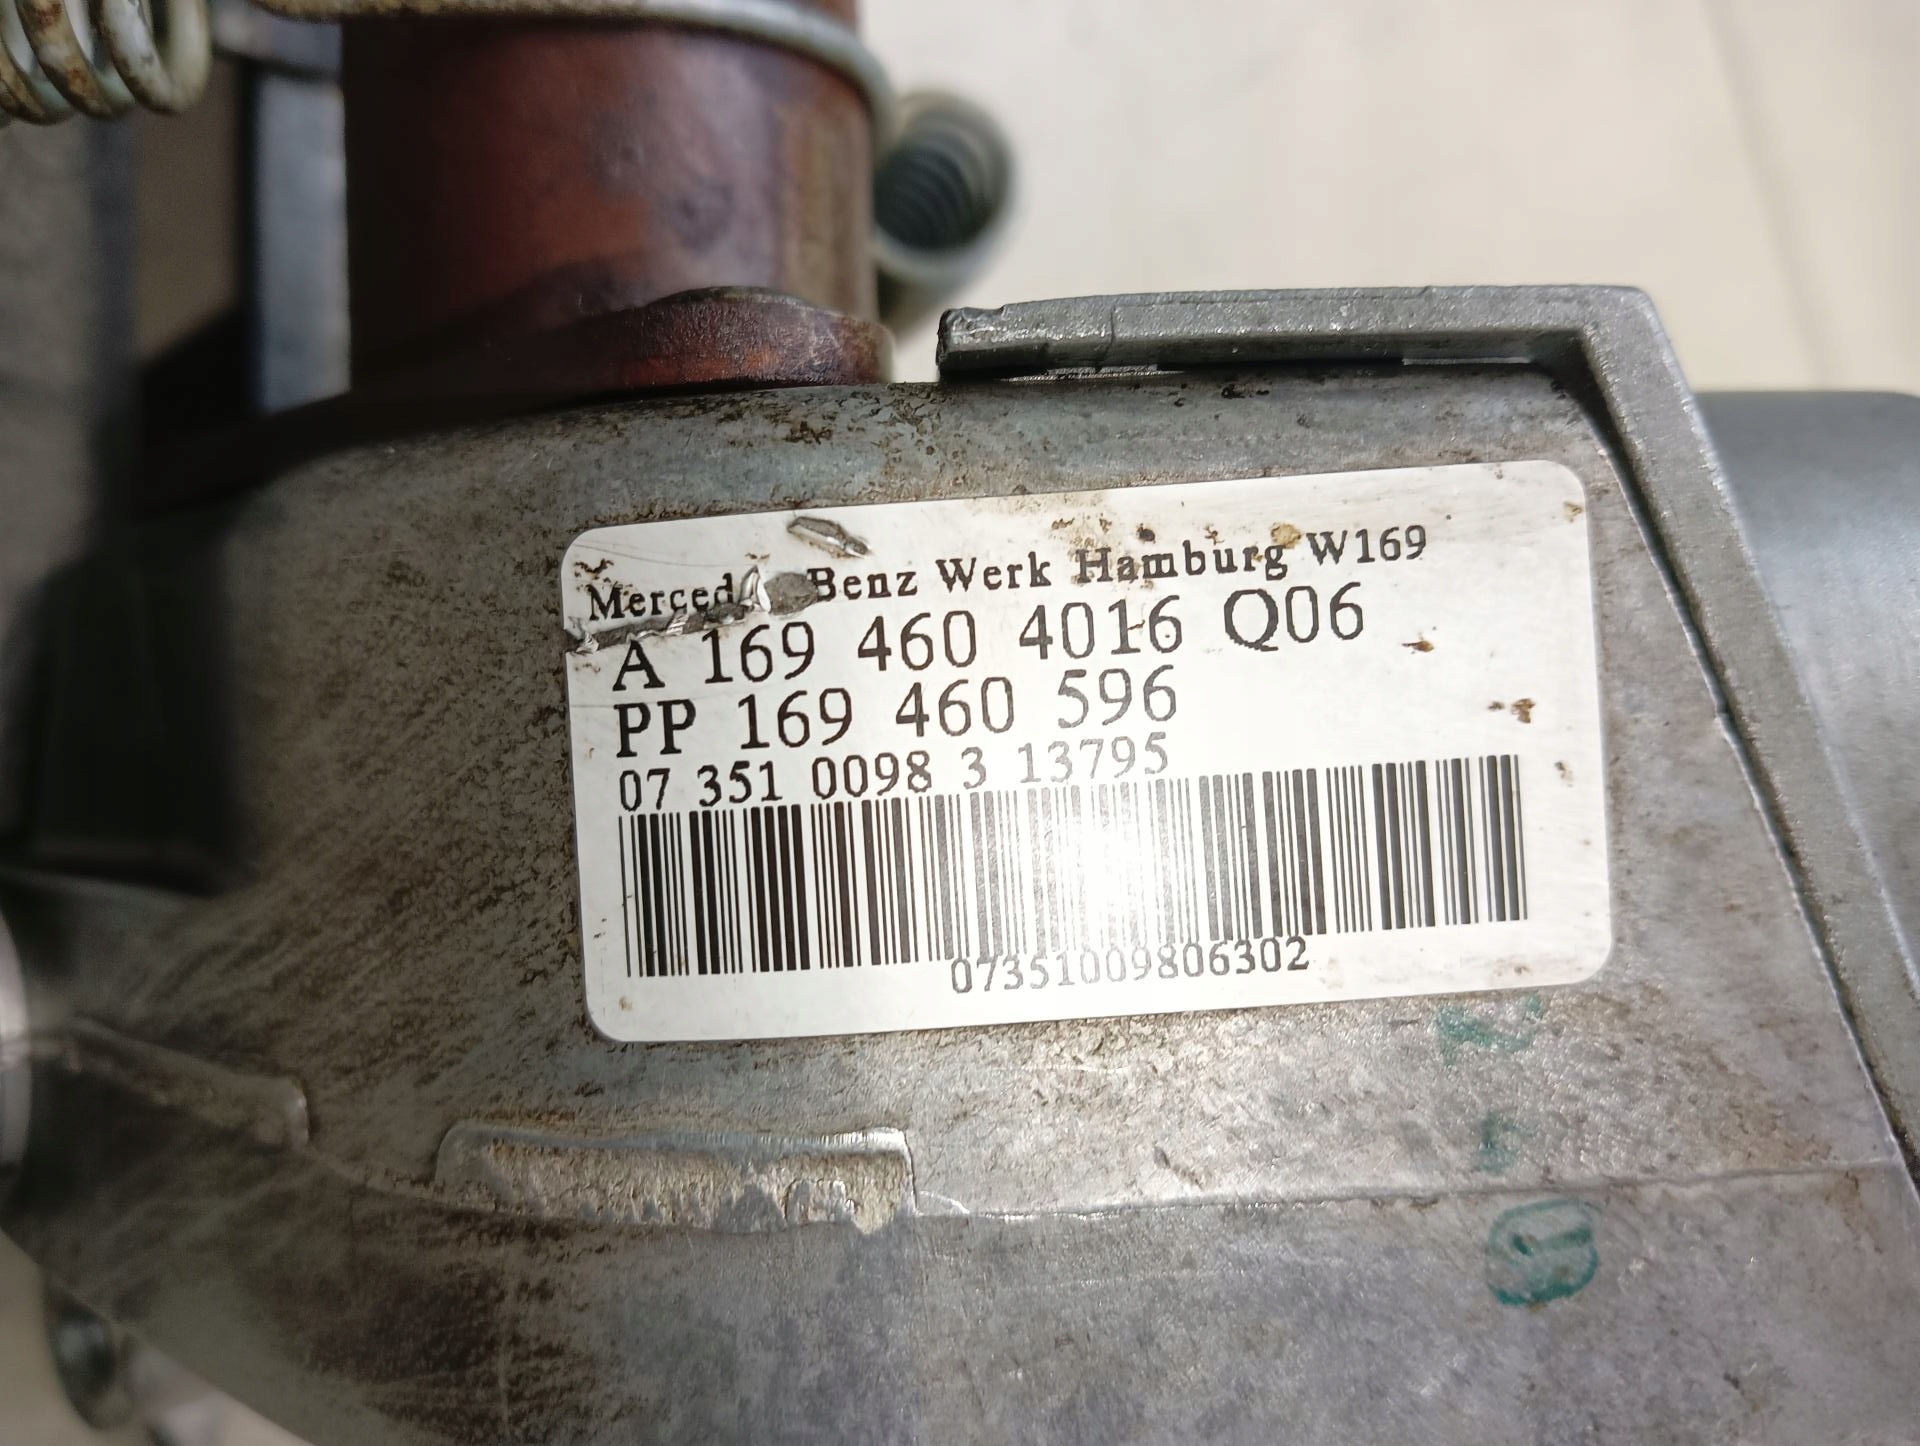 Merced Benz Werk Hamburg W169
A 169 460 4016 Q06
PP 169 460 596
07 351 0098 3 13795
07351009806302